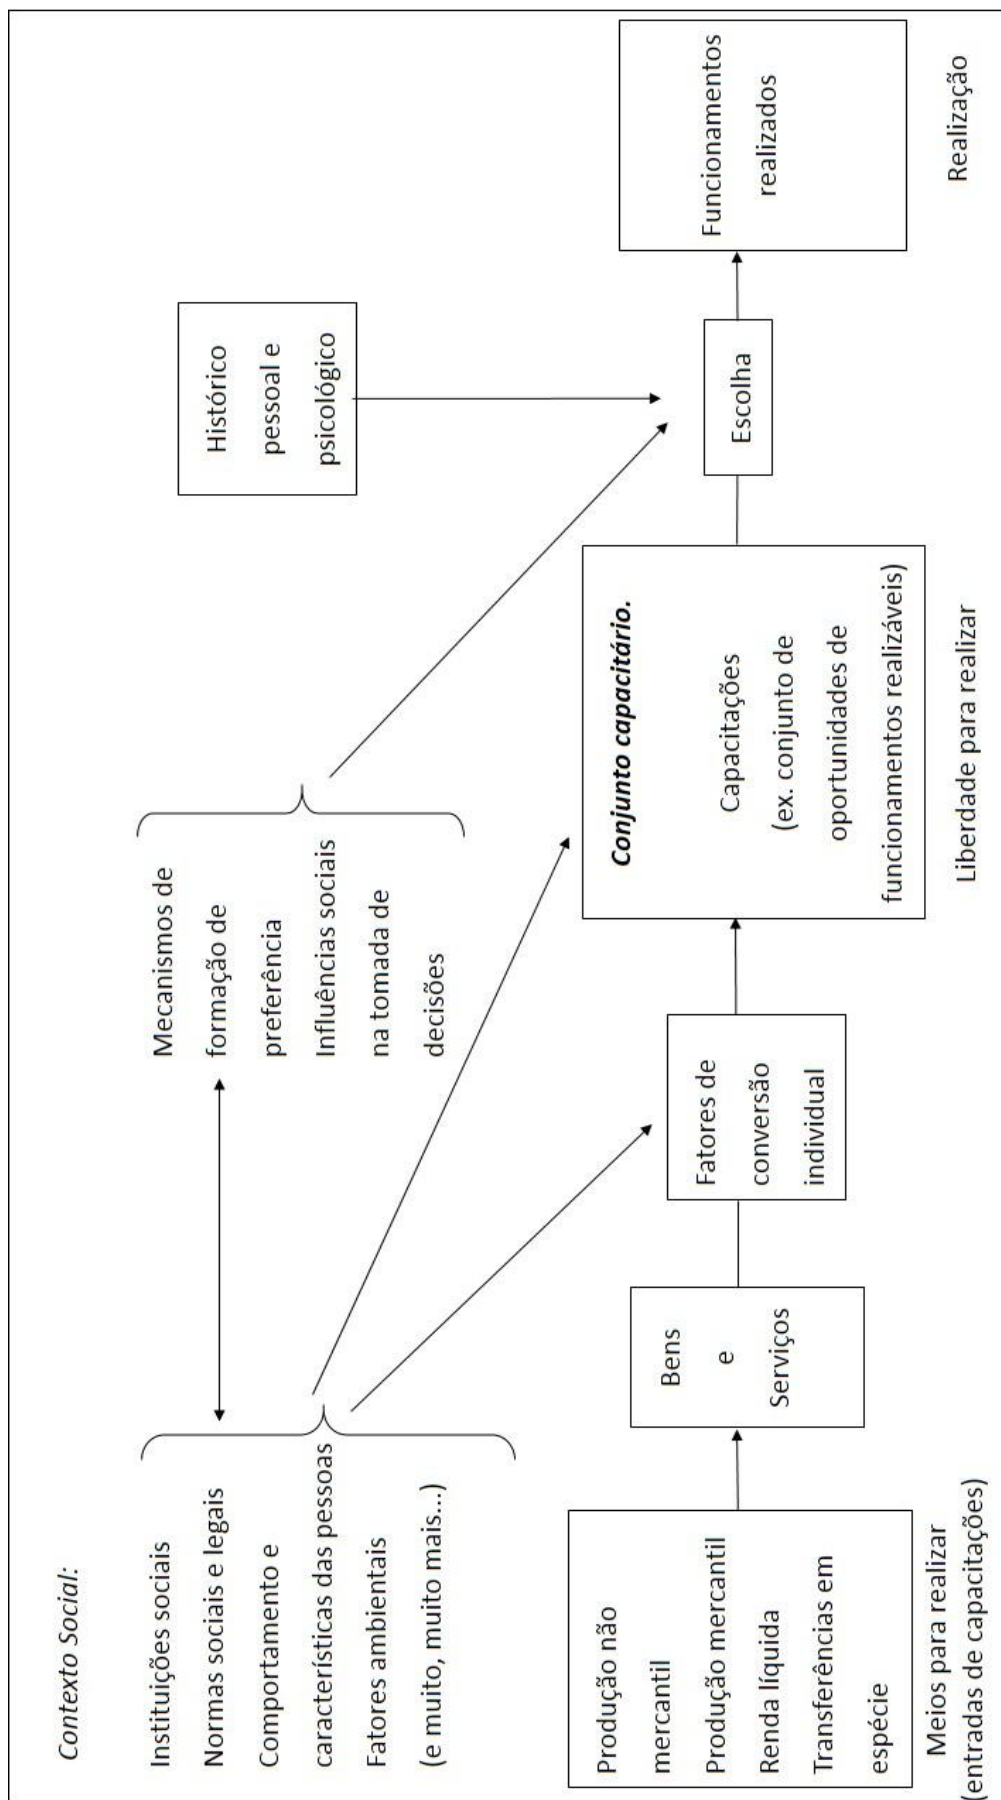 Contexto Social:
Instituições sociais
Normas sociais e legais
Comportamento e
características das pessoas
Fatores ambientais
(e muito, muito mais...)
Mecanismos de
formação de
preferência
Influências sociais
na tomada de
decisões
Histórico
pessoal e
psicológico
Produção não
mercantil
Produção mercantil
Renda líquida
Transferências em
espécie
Meios para realizar
(entradas de capacitações)
Bens
e
Serviços
Fatores de
conversão
individual
Conjunto capacitário.
Capacitações
(ex. conjunto de
oportunidades de
funcionamentos realizáveis)
Liberdade para realizar
Escolha
Funcionamentos
realizados
Realização